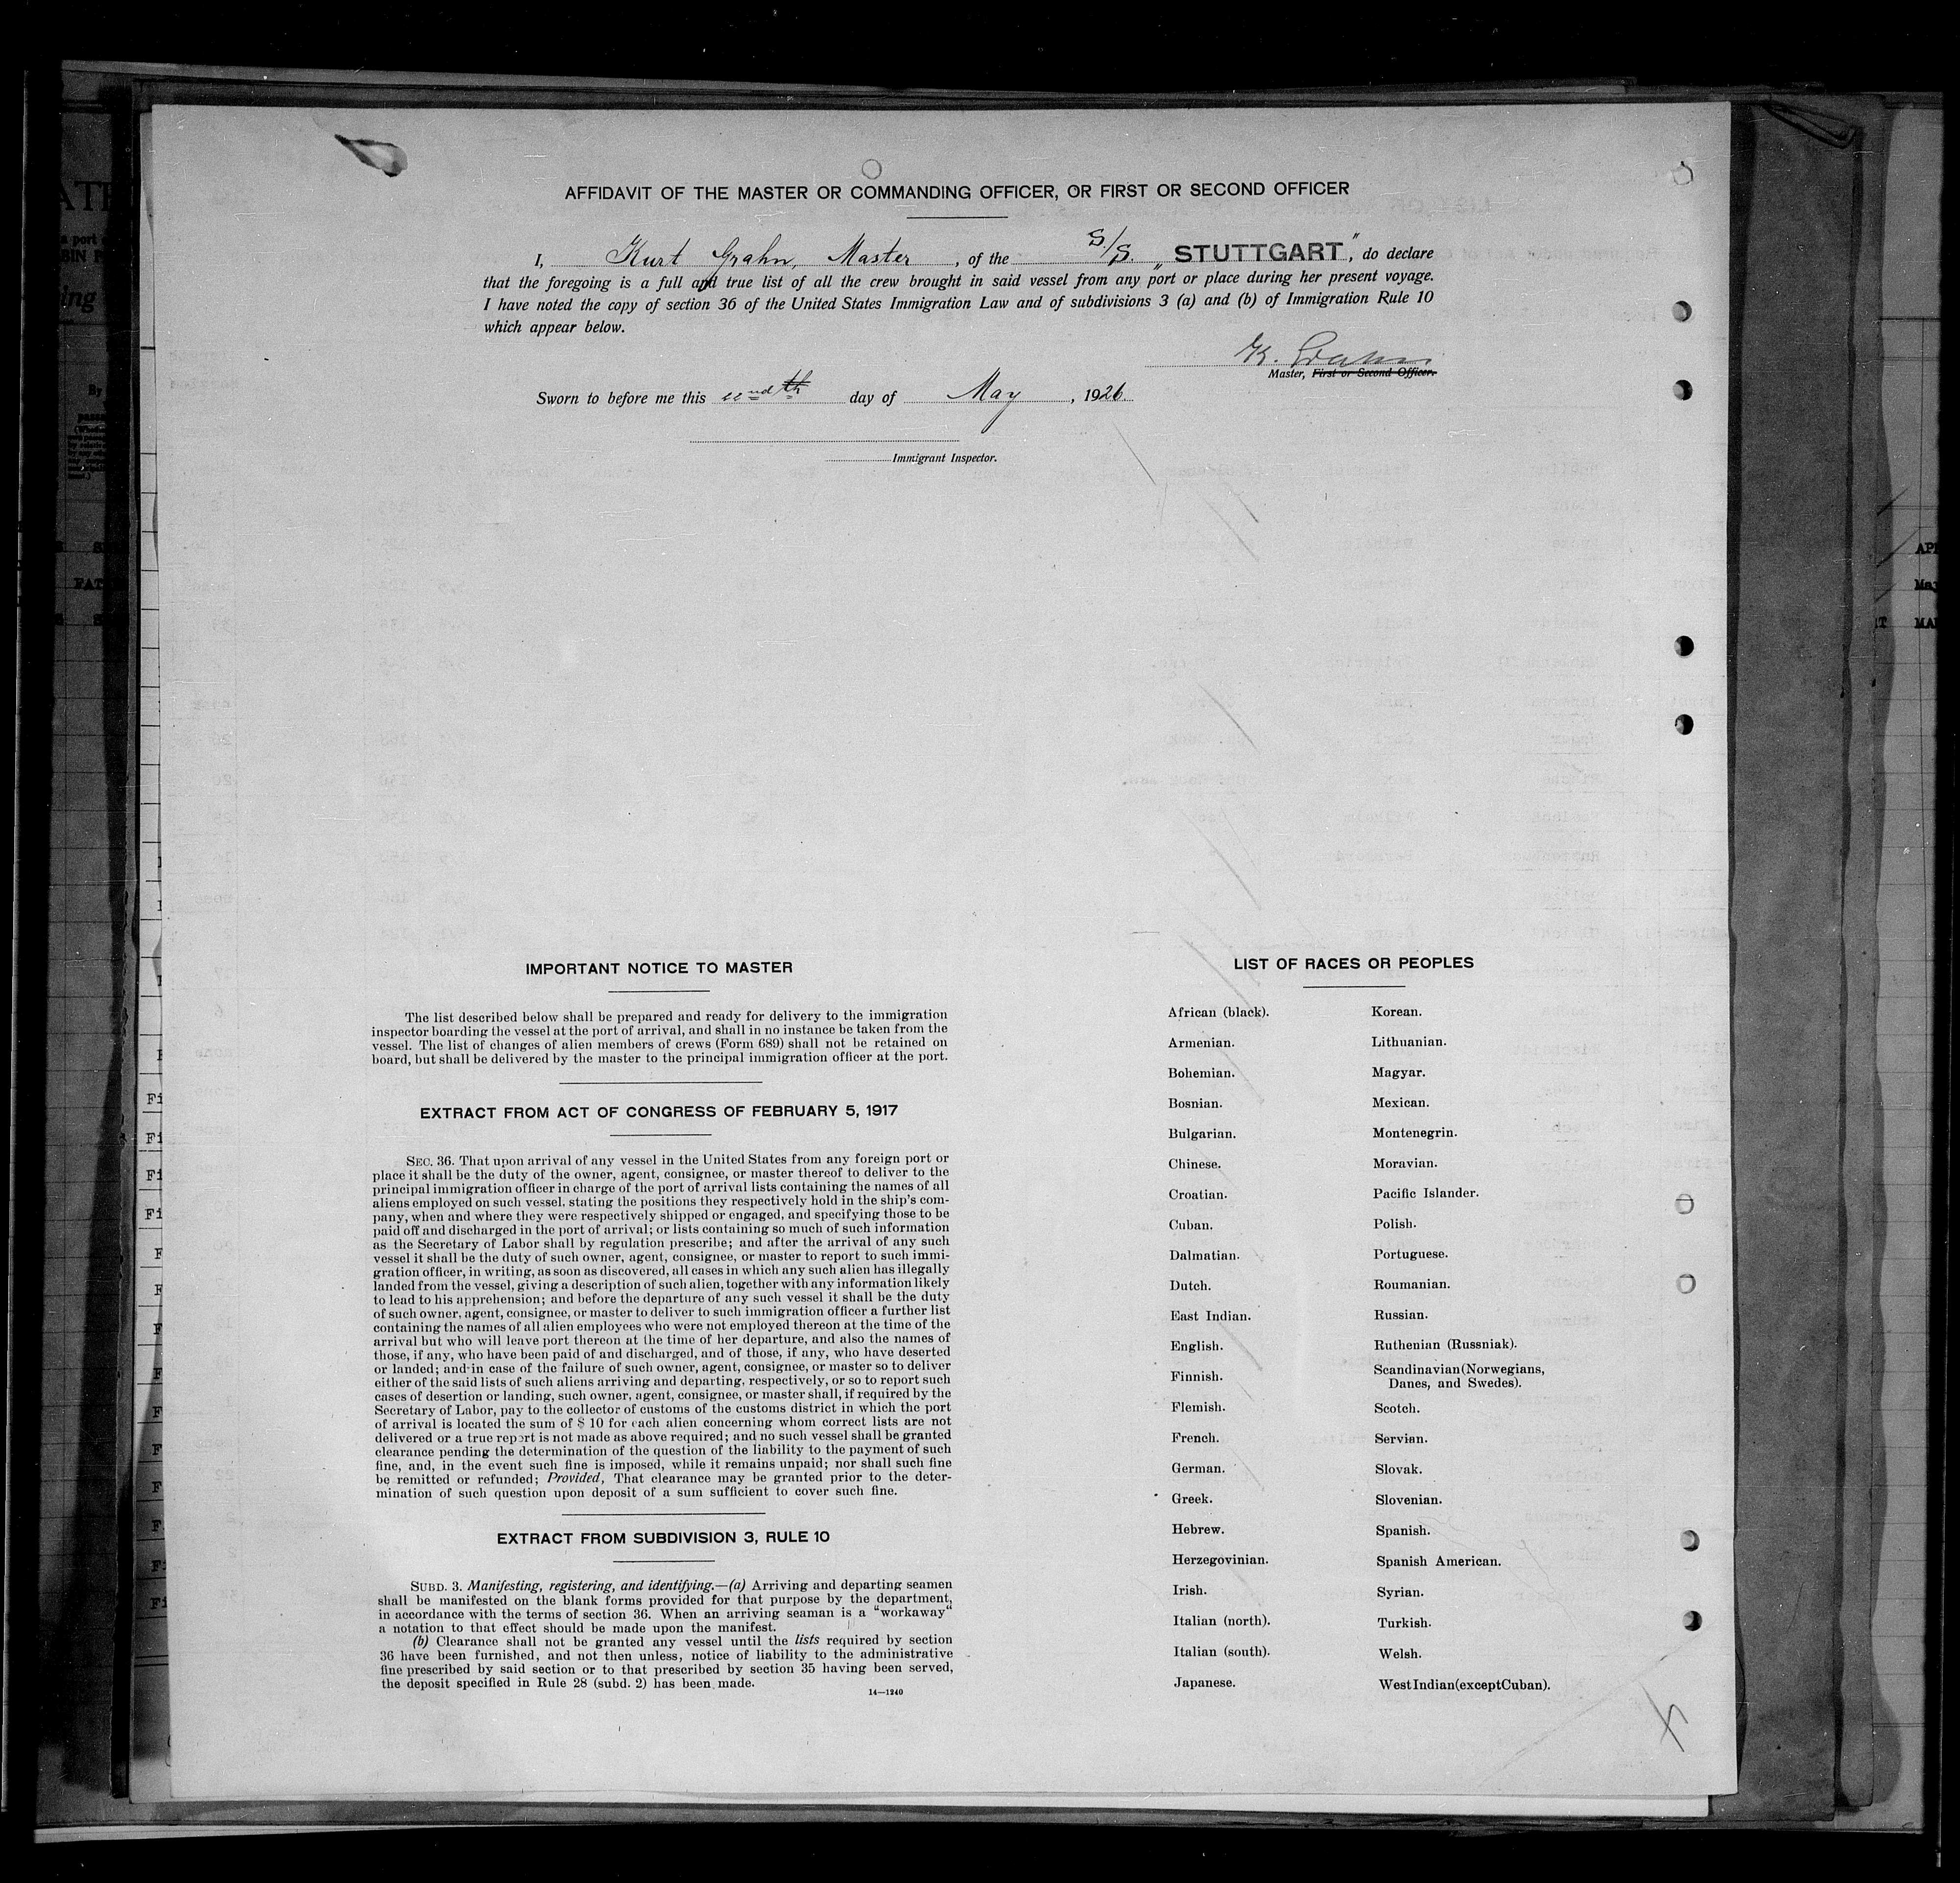 AFFIDAVIT OF THE MASTER OR COMMANDING OFFICER, OR FIRST OR SECOND OFFICER
I, Kurt Grahn, Master, of the S/S. „STUTTGART", do declare
that the foregoing is a full and true list of all the crew brought in said vessel from any port or place during her present voyage.
I have noted the copy of section 36 of the United States Immigration Law and of subdivisions 3 (a) and (b) of Immigration Rule 10
which appear below.
K. Grahn
Master, First or Second Officer.
Sworn to before me this day of May, 1926.
Immigrant Inspector.
IMPORTANT NOTICE TO MASTER
The list described below shall be prepared and ready for delivery to the immigration
inspector boarding the vessel at the port of arrival, and shall in no instance be taken from the
vessel. The list of changes of alien members of crews (Form 689) shall not be retained on
board, but shall be delivered by the master to the principal immigration officer at the port.
EXTRACT FROM ACT OF CONGRESS OF FEBRUARY 5, 1917
SEC. 36. That upon arrival of any vessel in the United States from any foreign port or
place it shall be the duty of the owner, agent, consignee, or master thereof to deliver to the
principal immigration officer in charge of the port of arrival lists containing the names of all
aliens employed on such vessel, stating the positions they respectively hold in the ship's com-
pany, when and where they were respectively shipped or engaged, and specifying those to be
paid off and discharged in the port of arrival; or lists containing so much of such information
as the Secretary of Labor shall by regulation prescribe; and after the arrival of any such
vessel it shall be the duty of such owner, agent, consignee, or master to report to such immi-
gration officer, in writing, as soon as discovered, all cases in which any such alien has illegally
landed from the vessel, giving a description of such alien, together with any information likely
to lead to his apprehension; and before the departure of any such vessel it shall be the duty
of such owner, agent, consignee, or master to deliver to such immigration officer a further list
containing the names of all alien employees who were not employed thereon at the time of the
arrival but who will leave port thereon at the time of her departure, and also the names of
those, if any, who have been paid of and discharged, and of those, if any, who have deserted
or landed; and in case of the failure of such owner, agent, consignee, or master so to deliver
either of the said lists of such aliens arriving and departing, respectively, or so to report such
cases of desertion or landing, such owner, agent, consignee, or master shall, if required by the
Secretary of Labor, pay to the collector of customs of the customs district in which the port
of arrival is located the sum of $ 10 for each alien concerning whom correct lists are not
delivered or a true report is not made as above required; and no such vessel shall be granted
clearance pending the determination of the question of the liability to the payment of such
fine, and, in the event such fine is imposed, while it remains unpaid; nor shall such fine
be remitted or refunded; Provided, That clearance may be granted prior to the deter-
mination of such question upon deposit of a sum sufficient to cover such fine.
EXTRACT FROM SUBDIVISION 3, RULE 10
SUBD. 3. Manifesting, registering, and identifying.—(a) Arriving and departing seamen
shall be manifested on the blank forms provided for that purpose by the department,
in accordance with the terms of section 36. When an arriving seaman is a “workaway“
a notation to that effect should be made upon the manifest.
(b) Clearance shall not be granted any vessel until the lists required by section
36 have been furnished, and not then unless, notice of liability to the administrative
fine prescribed by said section or to that prescribed by section 35 having been served,
the deposit specified in Rule 28 (subd. 2) has been made.
14—1240
LIST OF RACES OR PEOPLES
African (black).
Armenian.
Bohemian.
Bosnian.
Bulgarian.
Chinese.
Croatian.
Cuban.
Dalmatian.
Dutch.
East Indian.
English.
Finnish.
Flemish.
French.
German.
Greek.
Hebrew.
Herzegovinian.
Irish.
Italian (north).
Italian (south).
Japanese.
Korean.
Lithuanian.
Magyar.
Mexican.
Montenegrin.
Moravian.
Pacific Islander.
Polish.
Portuguese.
Roumanian.
Russian.
Ruthenian (Russniak).
Scandinavian (Norwegians,
Danes, and Swedes).
Scotch.
Servian.
Slovak.
Slovenian.
Spanish.
Spanish American.
Syrian.
Turkish.
Welsh.
West Indian (except Cuban).